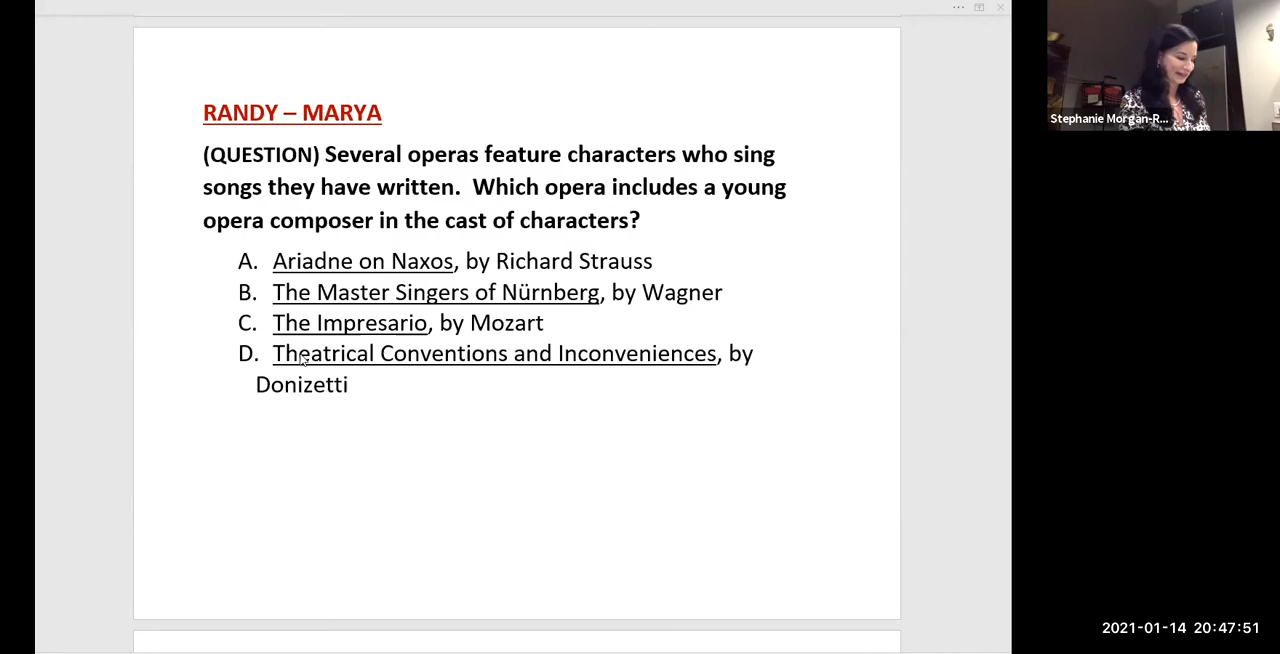 RANDY – MARYA
(QUESTION) Several operas feature characters who sing
songs they have written.  Which opera includes a young
opera composer in the cast of characters?
A. Ariadne on Naxos, by Richard Strauss
B. The Master Singers of Nürnberg, by Wagner
C. The Impresario, by Mozart
D. Theatrical Conventions and Inconveniences, by
Donizetti
Stephanie Morgan-R...
2021-01-14 20:47:51